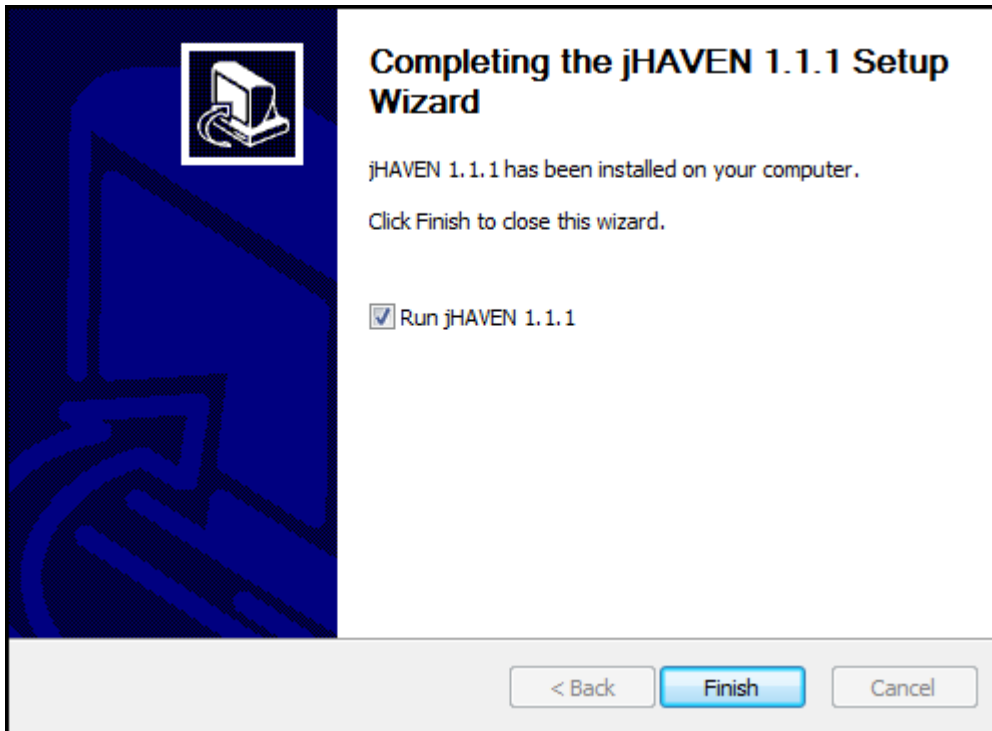 Completing the jHAVEN 1.1.1 Setup
Wizard
jHAVEN 1.1.1 has been installed on your computer.
Click Finish to close this wizard.
Run jHAVEN 1.1.1
< Back
Finish
Cancel